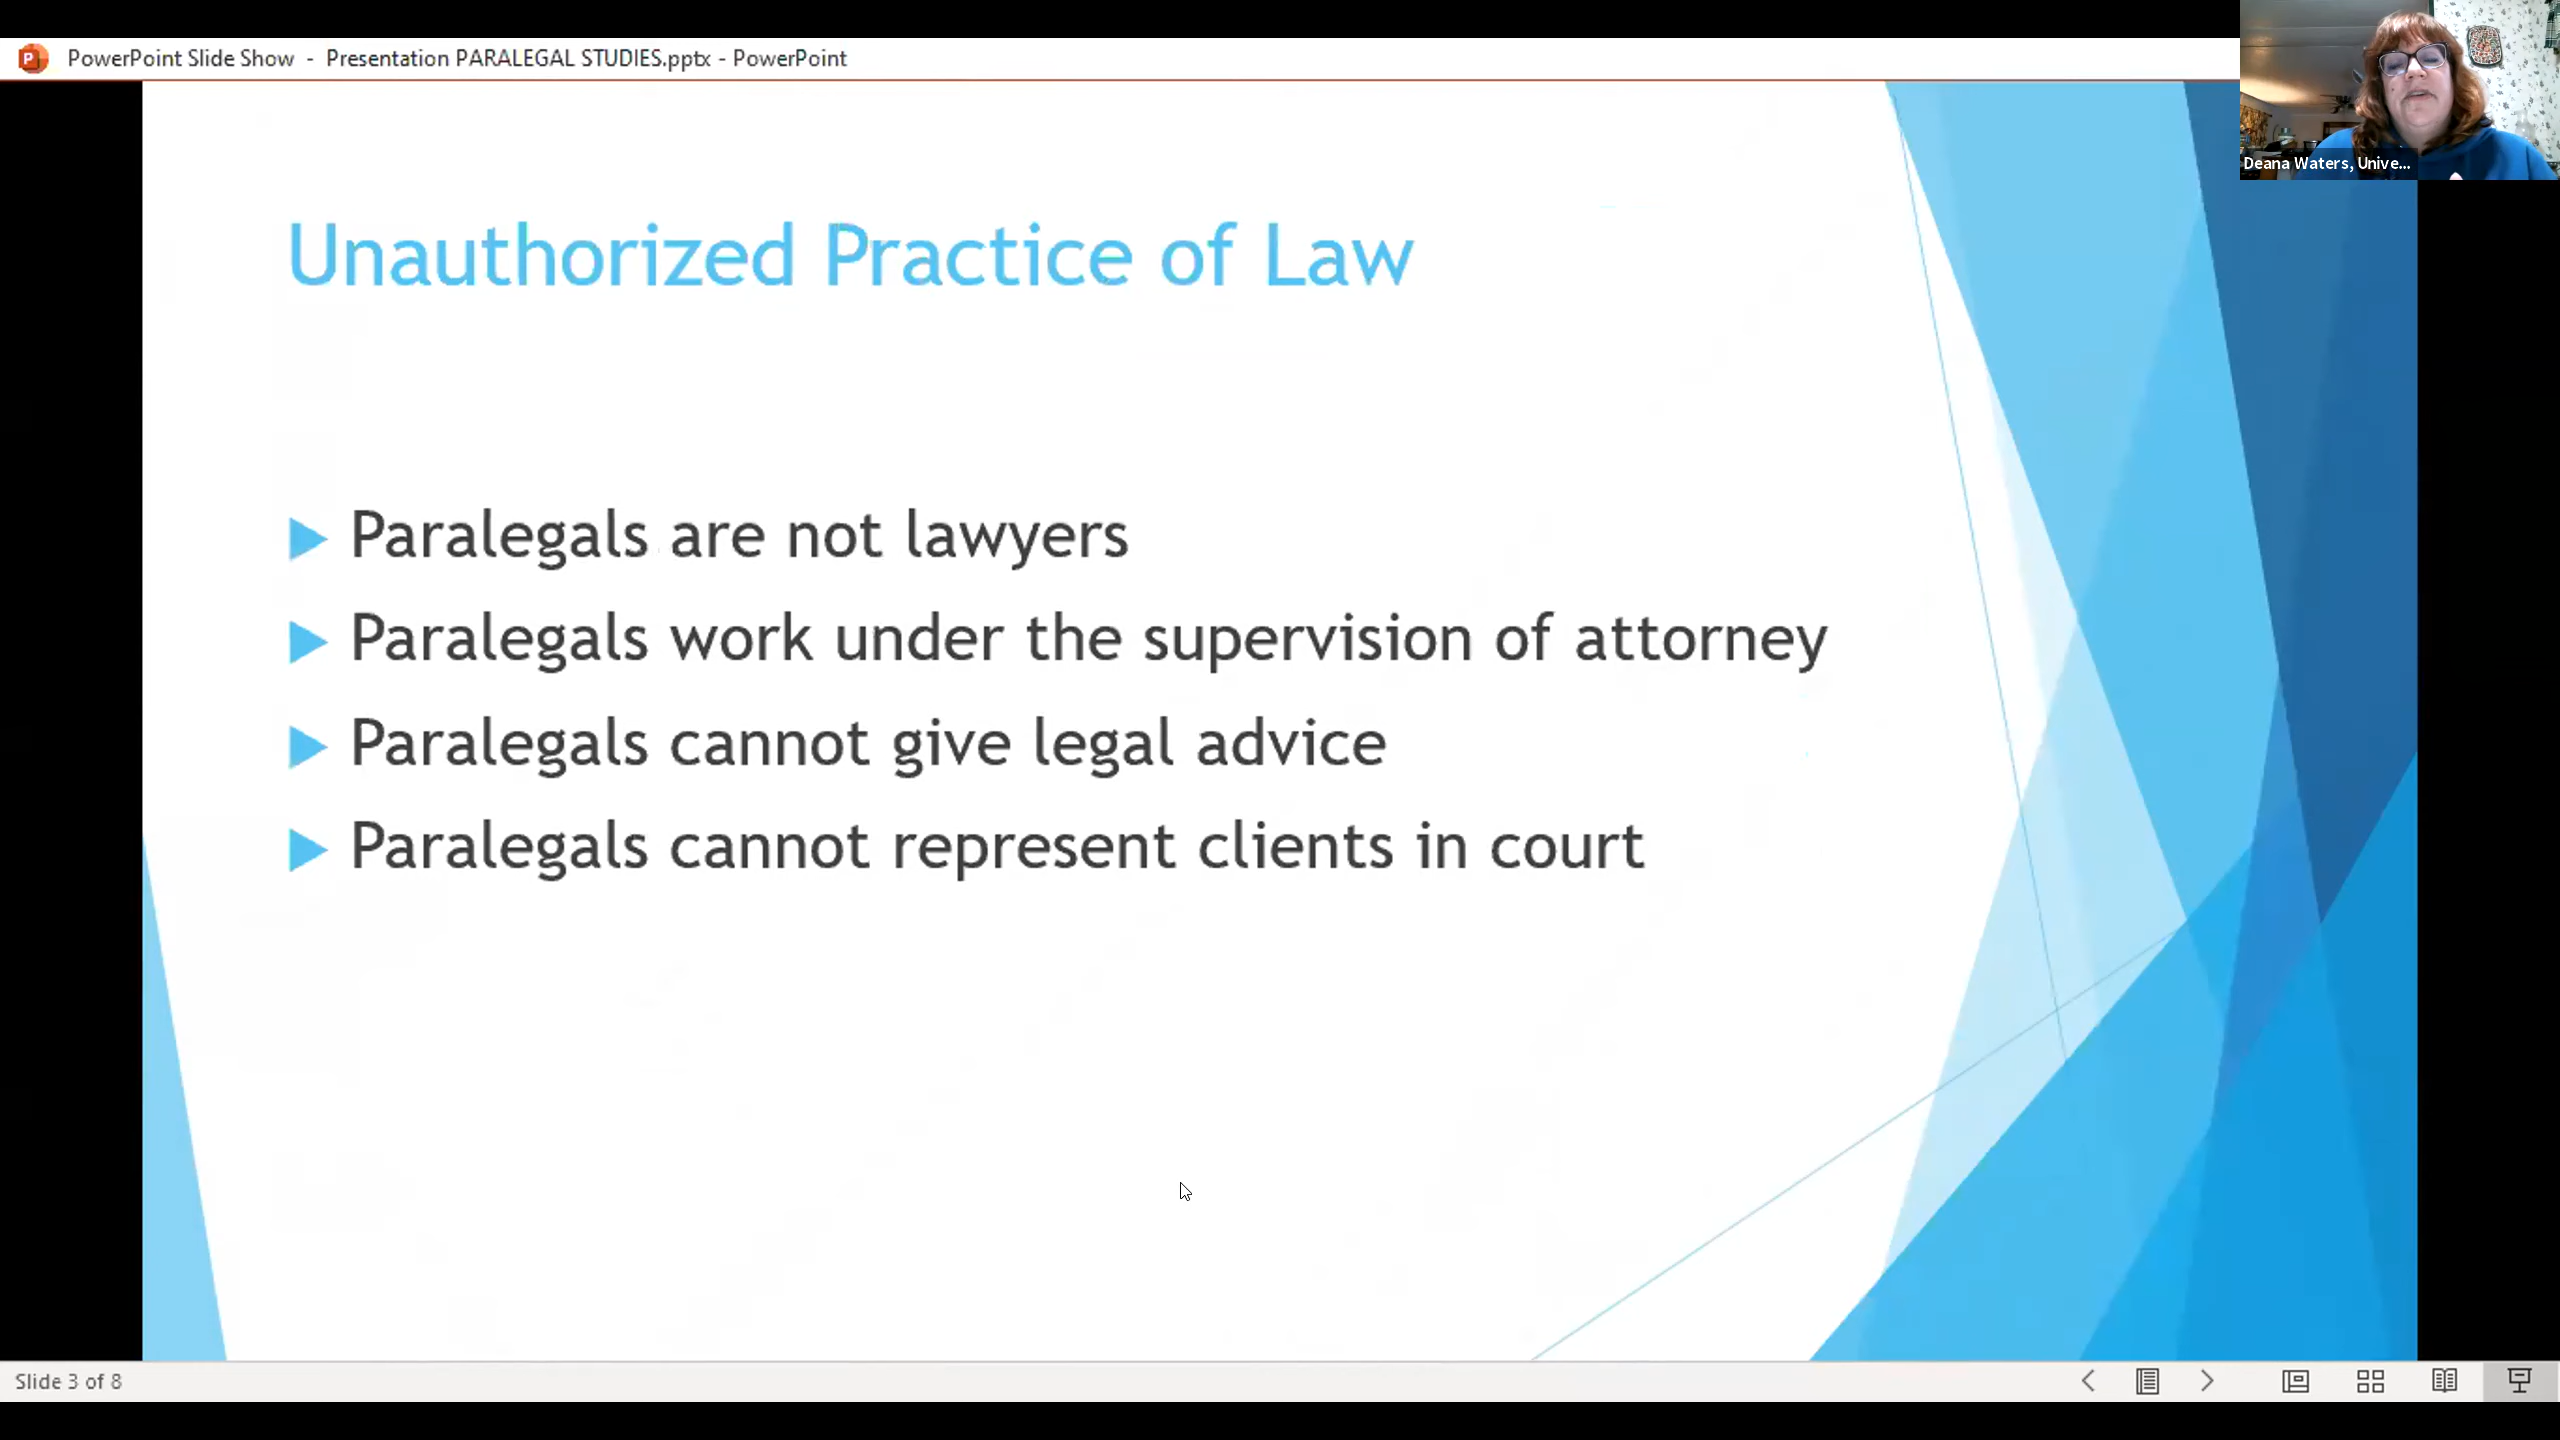 PowerPoint Slide Show - Presentation PARALEGAL STUDIES.pptx - PowerPoint
Deana Waters, Unive...
Unauthorized Practice of Law
Paralegals are not lawyers
Paralegals work under the supervision of attorney
Paralegals cannot give legal advice
Paralegals cannot represent clients in court
Slide 3 of 8